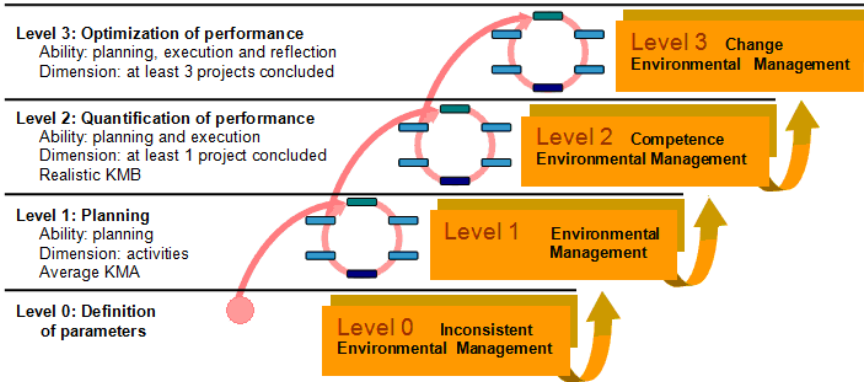 Level 3: Optimization of performance
Ability: planning, execution and reflection
Dimension: at least 3 projects concluded
Level 3 Change
Environmental Management
Level 2: Quantification of performance
Ability: planning and execution
Dimension: at least 1 project concluded
Realistic KMB
Level 2 Competence
Environmental Management
Level 1: Planning
Ability: planning
Dimension: activities
Average KMA
Level 1 Environmental
Management
Level 0: Definition
of parameters
Level 0 Inconsistent
Environmental Management